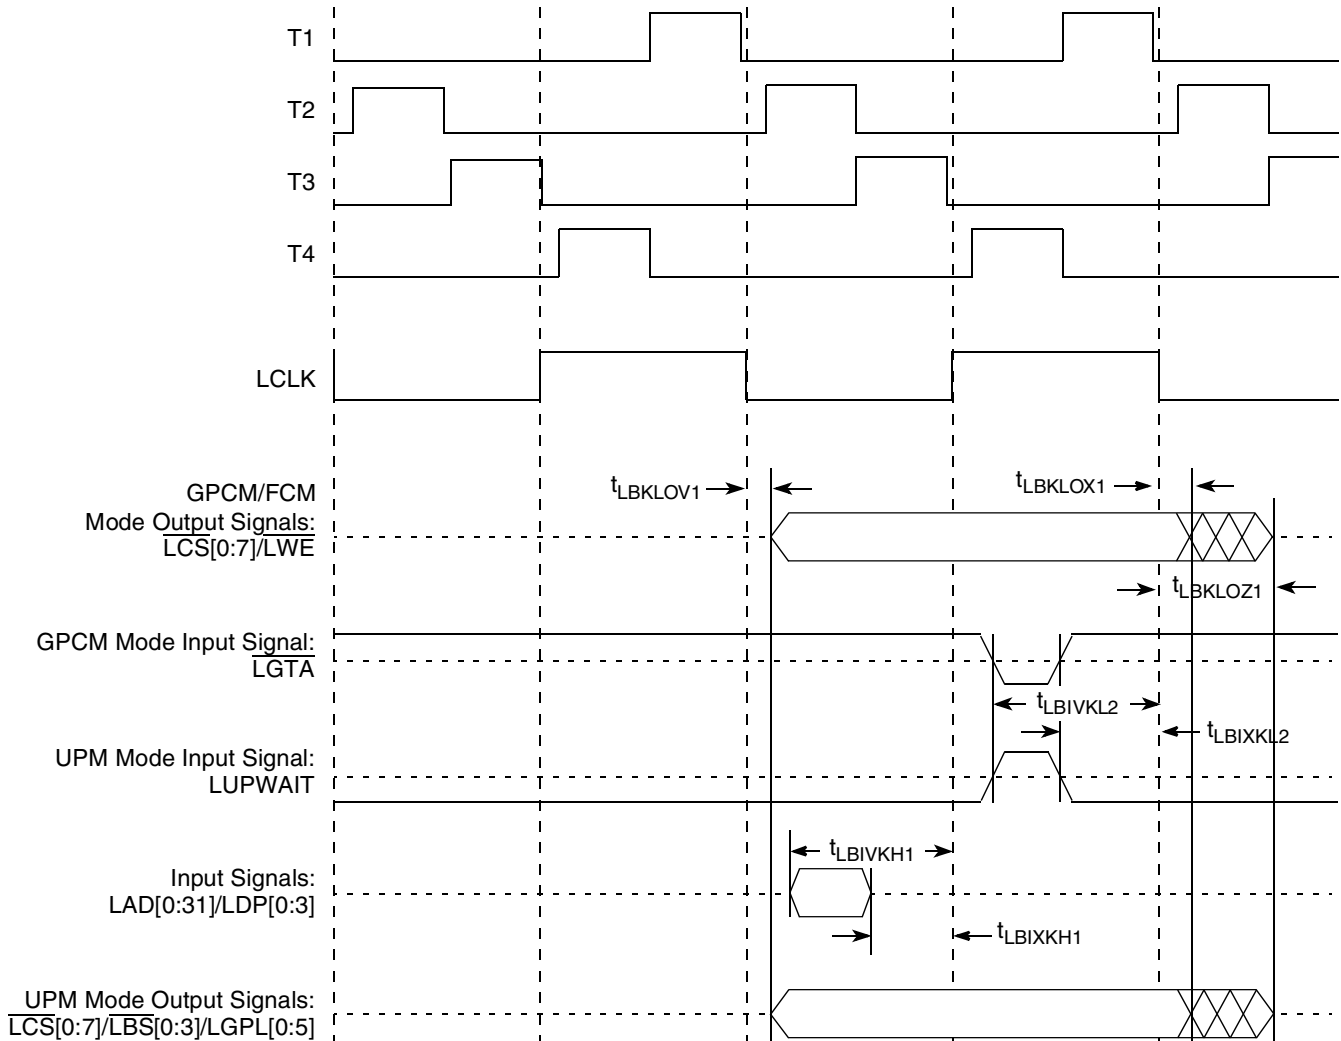 T1
T2
T3
T4
LCLK
GPCM/FCM
Mode Output Signals:
LCS[0:7]/LWE
tLBKLOV1
tLBKLOX1
tLBKLOZ1
GPCM Mode Input Signal:
LGTA
tLBIVKL2
tLBIXKL2
UPM Mode Input Signal:
LUPWAIT
tLBIVKH1
Input Signals:
LAD[0:31]/LDP[0:3]
tLBIXKH1
UPM Mode Output Signals:
LCS[0:7]/LBS[0:3]/LGPL[0:5]